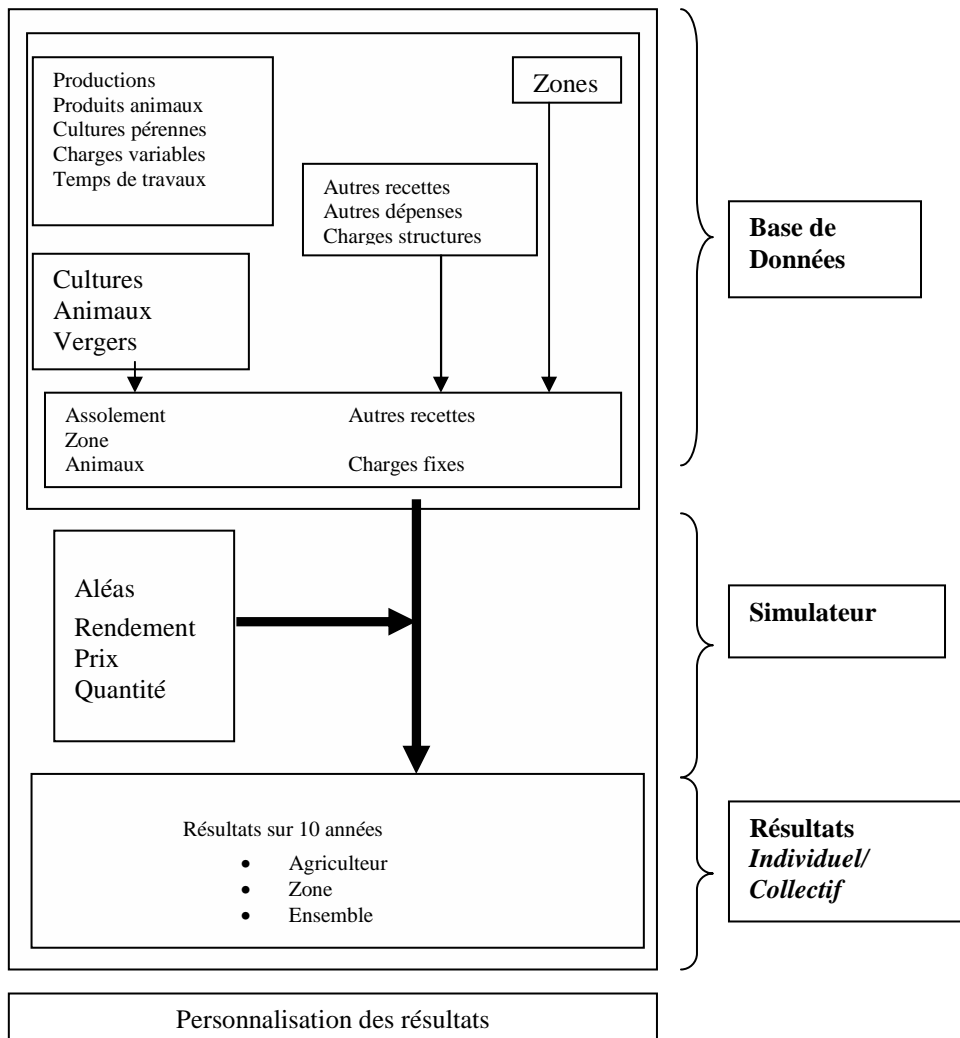 Productions
Produits animaux
Cultures pérennes
Charges variables
Temps de travaux
Zones
Autres recettes
Autres dépenses
Charges structures
Base de
Données
Cultures
Animaux
Vergers
Assolement
Zone
Animaux
Autres recettes
Charges fixes
Aléas
Rendement
Prix
Quantité
Simulateur
Résultats sur 10 années
• Agriculteur
• Zone
• Ensemble
Résultats
Individuel/
Collectif
Personnalisation des résultats